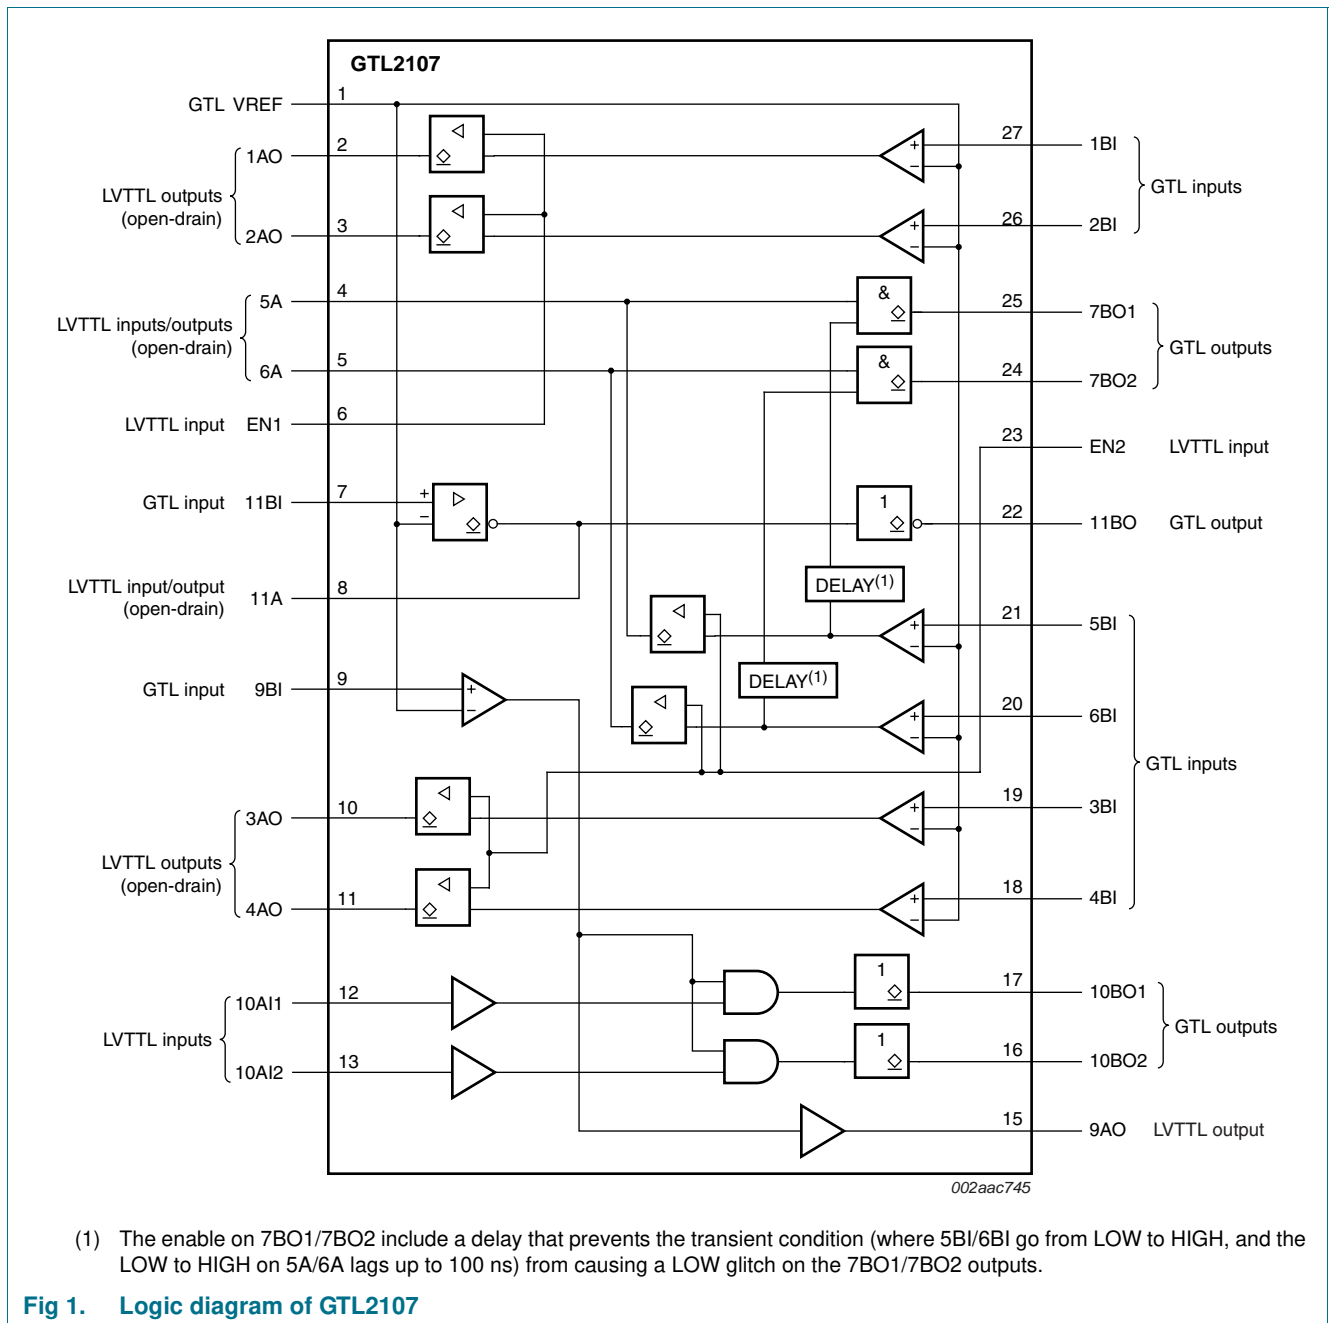 GTL2107
GTL VREF 1
1AO 2
LVTTL outputs
(open-drain)
2AO 3
5A 4
LVTTL inputs/outputs
(open-drain)
6A 5
LVTTL input EN1 6
GTL input 11BI 7
LVTTL input/output
(open-drain)
11A 8
GTL input 9BI 9
3AO 10
LVTTL outputs
(open-drain)
4AO 11
10AI1 12
LVTTL inputs
10AI2 13
+
−
+
−
+ 27 1BI
−
GTL inputs
+ 26 2BI
−
& 25 7BO1
GTL outputs
& 24 7BO2
23 EN2 LVTTL input
1 22 11BO GTL output
DELAY(1)
+ 21 5BI
−
DELAY(1)
+ 20 6BI
−
GTL inputs
+ 19 3BI
−
+ 18 4BI
−
1 17 10BO1
GTL outputs
1 16 10BO2
15 9AO LVTTL output
002aac745
(1) The enable on 7BO1/7BO2 include a delay that prevents the transient condition (where 5BI/6BI go from LOW to HIGH, and the
LOW to HIGH on 5A/6A lags up to 100 ns) from causing a LOW glitch on the 7BO1/7BO2 outputs.
Fig 1. Logic diagram of GTL2107